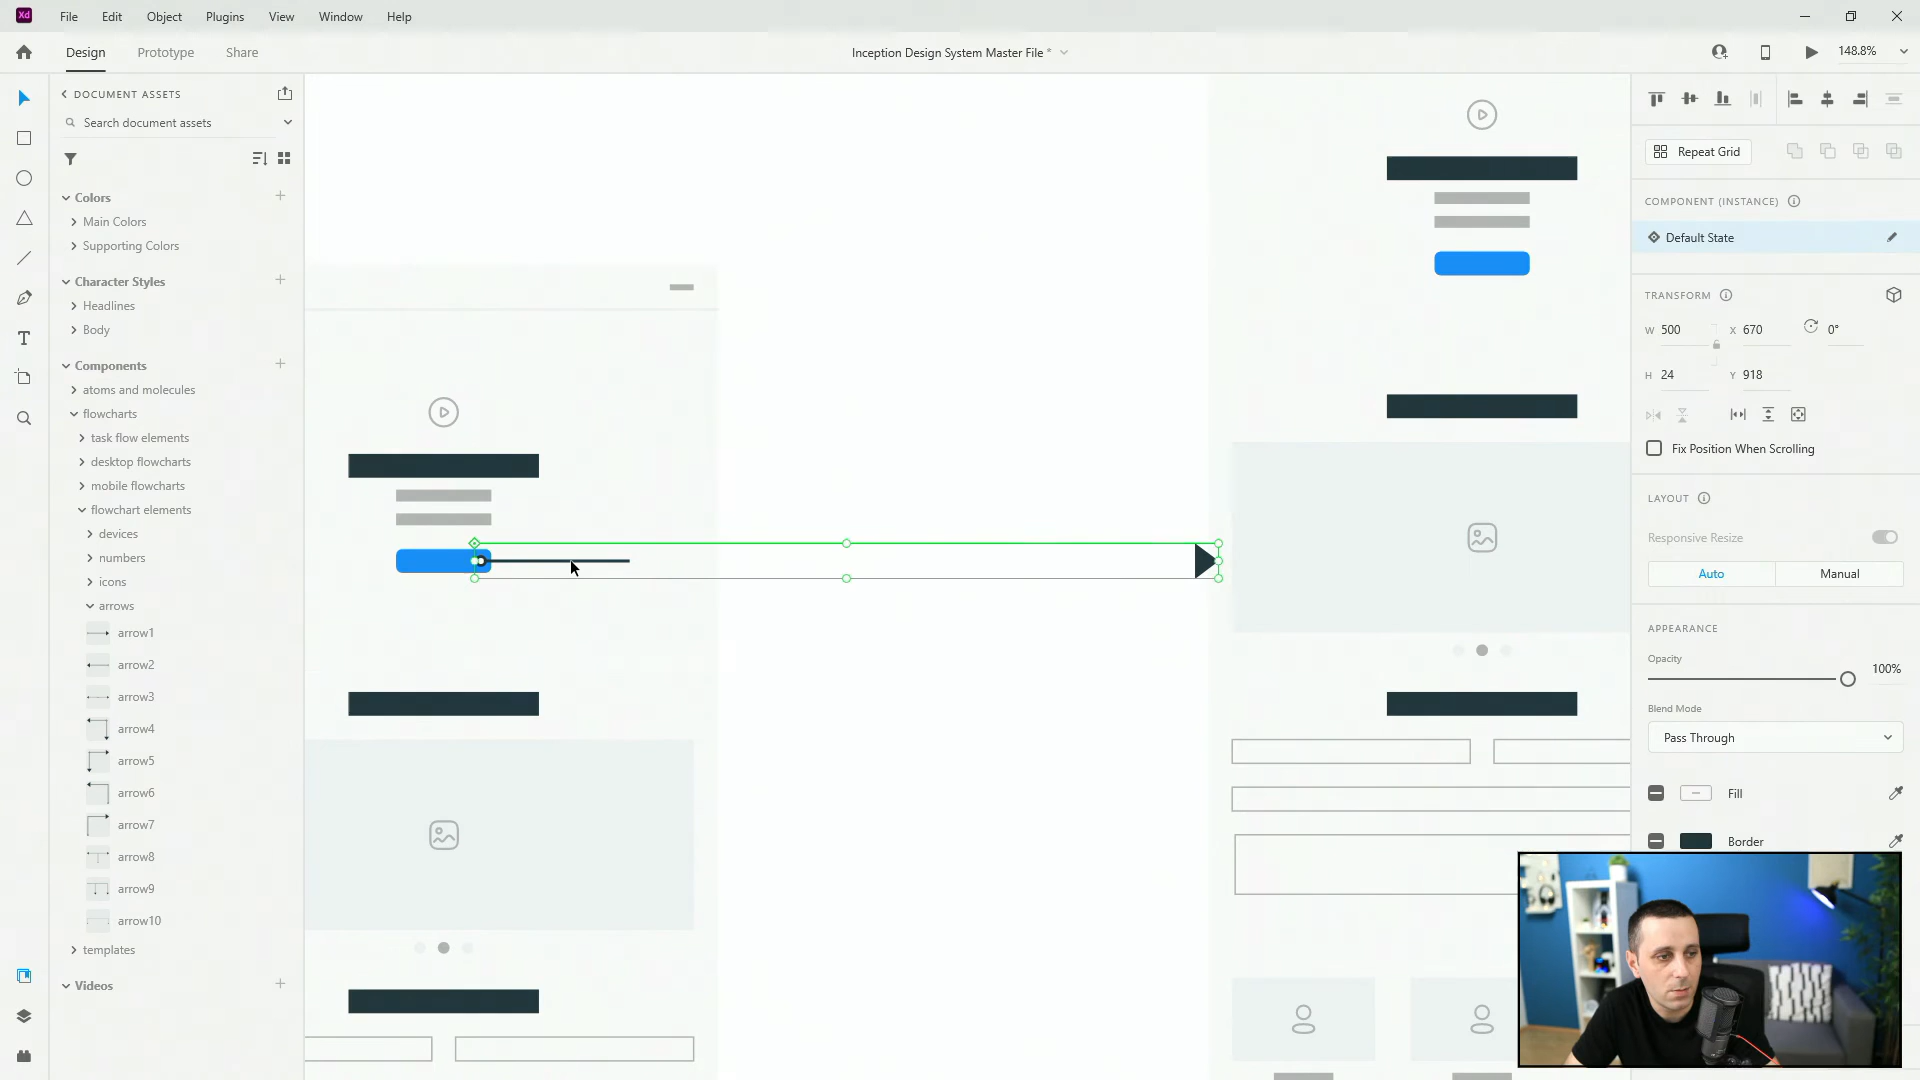 Xd
File
Edit
Object
Plugins
View
Window
Help
Design
Prototype
Share
Inception Design System Master File *
148.8%
DOCUMENT ASSETS
Search document assets
Colors
Main Colors
Supporting Colors
Character Styles
Headlines
Body
Components
atoms and molecules
flowcharts
task flow elements
desktop flowcharts
mobile flowcharts
flowchart elements
devices
numbers
icons
arrows
arrow1
arrow2
arrow3
arrow4
arrow5
arrow6
arrow7
arrow8
arrow9
arrow10
templates
Videos
Repeat Grid
COMPONENT (INSTANCE)
Default State
TRANSFORM
W 500 X 670 0°
H 24 Y 918
Fix Position When Scrolling
LAYOUT
Responsive Resize
Auto Manual
APPEARANCE
Opacity
100%
Blend Mode
Pass Through
Fill
Border